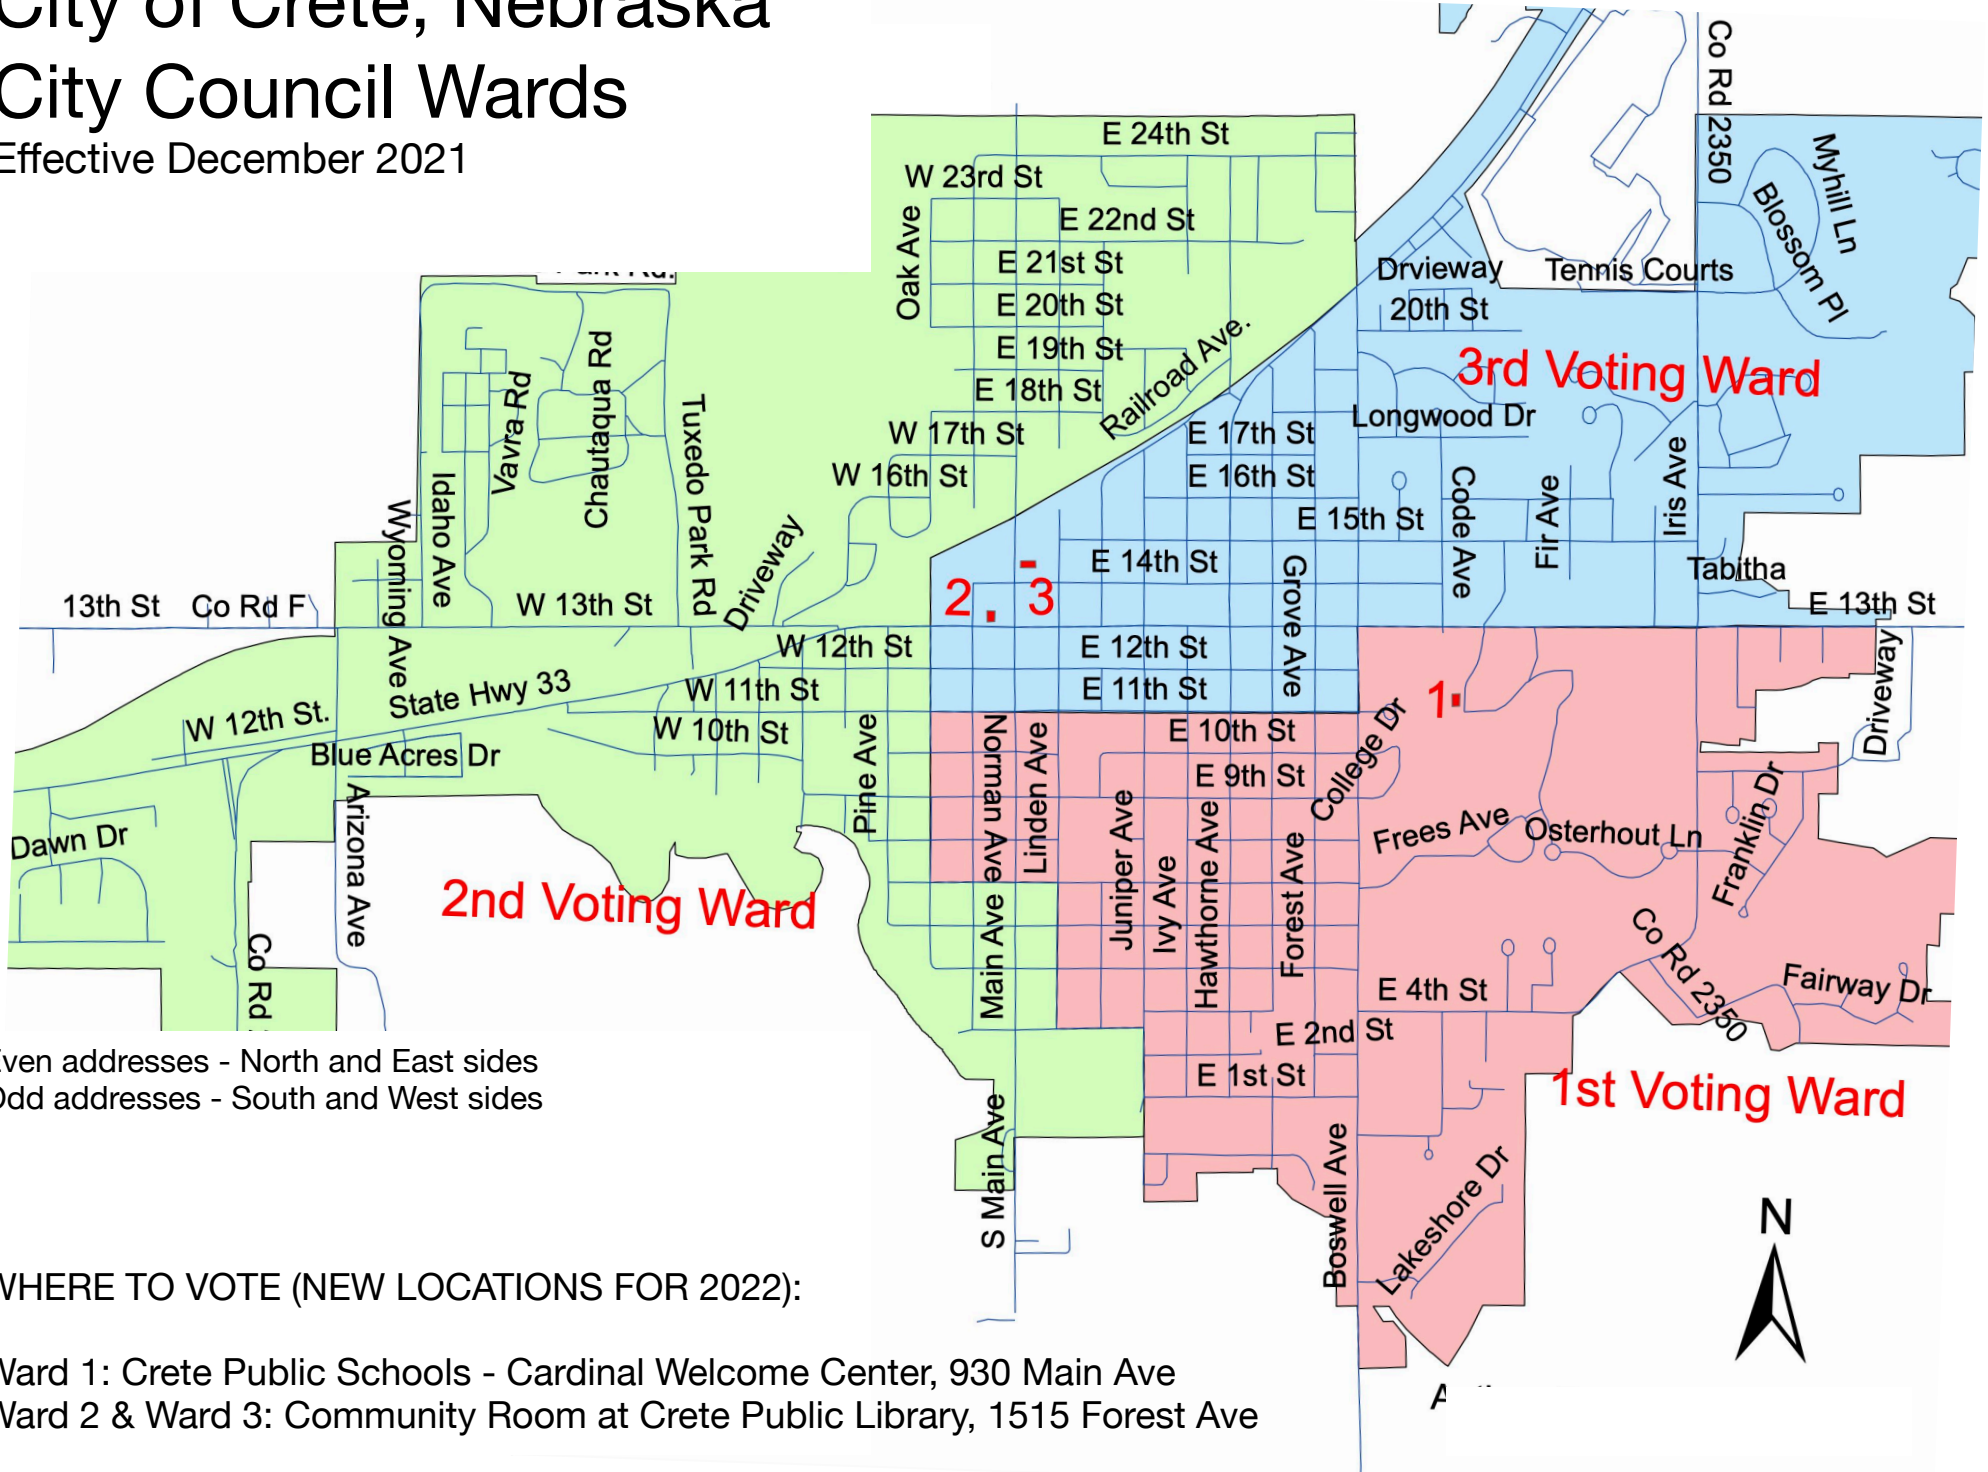 City of Crete, Nebraska
City Council Wards
Effective December 2021
Co Rd 2350
E 24th St
W 23rd St
Myhill Ln
Blossom Pl
E 22nd St
Oak Ave
E 21st St
Drvieway
Tennis Courts
E 20th St
20th St
E 19th St
Railroad Ave.
3rd Voting Ward
E 18th St
Chautauqua Rd
Vavra Rd
Tuxedo Park Rd
Longwood Dr
W 17th St
E 17th St
W 16th St
E 16th St
Idaho Ave
Wyoming Ave
Code Ave
Fir Ave
Iris Ave
E 15th St
Driveway
E 14th St
Grove Ave
Tabitha
2
3
13th St
Co Rd F
W 13th St
E 13th St
W 12th St
E 12th St
Driveway
State Hwy 33
W 11th St
E 11th St
1
W 12th St.
W 10th St
E 10th St
College Dr
Blue Acres Dr
Pine Ave
Norman Ave
Linden Ave
E 9th St
Franklin Dr
Arizona Ave
Juniper Ave
Ivy Ave
Hawthorne Ave
Forest Ave
Frees Ave
Osterhout Ln
Dawn Dr
2nd Voting Ward
Main Ave
Co Rd
Co Rd 2350
Fairway Dr
E 4th St
E 2nd St
E 1st St
1st Voting Ward
Even addresses - North and East sides
Odd addresses - South and West sides
S Main Ave
Boswell Ave
Lakeshore Dr
N
WHERE TO VOTE (NEW LOCATIONS FOR 2022):
Ward 1: Crete Public Schools - Cardinal Welcome Center, 930 Main Ave
Ward 2 & Ward 3: Community Room at Crete Public Library, 1515 Forest Ave